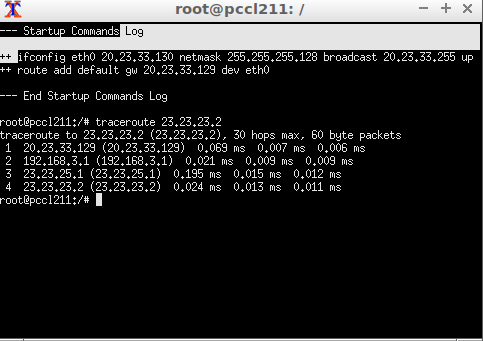 root@pccl211: /
--- Startup Commands Log
++ ifconfig eth0 20.23.33.130 netmask 255.255.255.128 broadcast 20.23.33.255 up
++ route add default gw 20.23.33.129 dev eth0
--- End Startup Commands Log
root@pccl211:/# traceroute 23.23.23.2
traceroute to 23.23.23.2 (23.23.23.2), 30 hops max, 60 byte packets
1 20.23.33.129 (20.23.33.129) 0.069 ms 0.007 ms 0.006 ms
2 192.168.3.1 (192.168.3.1) 0.021 ms 0.009 ms 0.009 ms
3 23.23.25.1 (23.23.25.1) 0.195 ms 0.015 ms 0.012 ms
4 23.23.23.2 (23.23.23.2) 0.024 ms 0.013 ms 0.011 ms
root@pccl211:/#